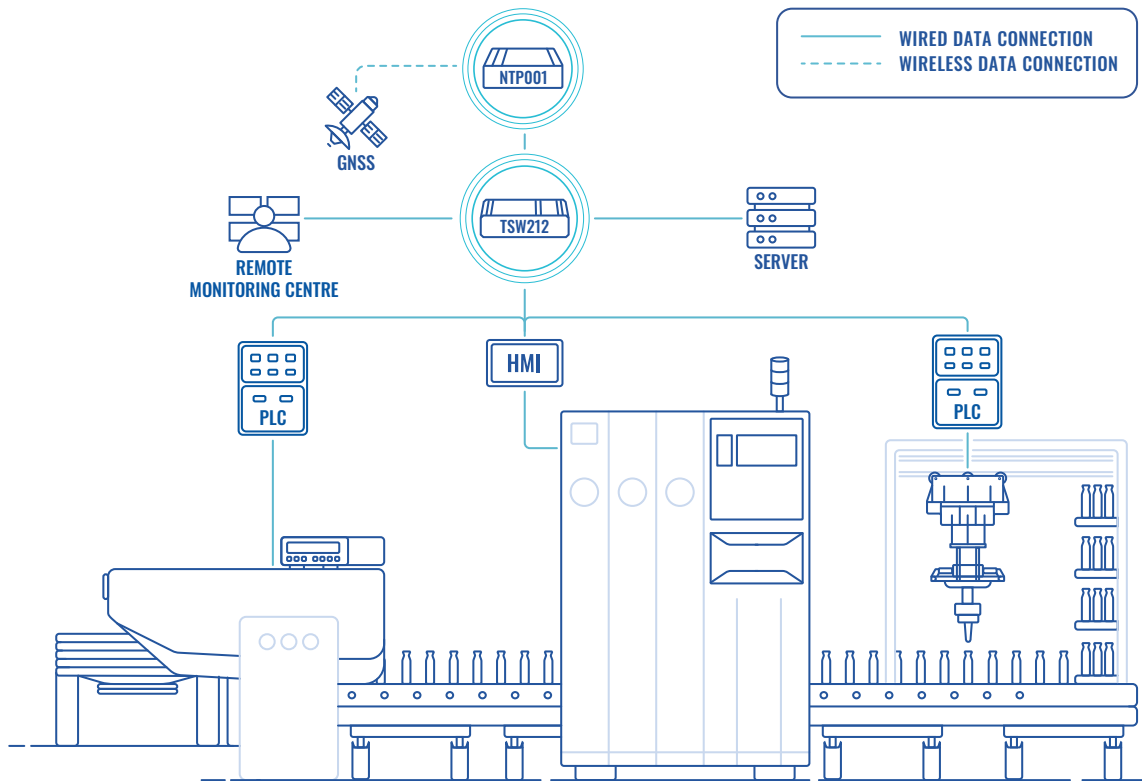 WIRED DATA CONNECTION
WIRELESS DATA CONNECTION
NTP001
GNSS
TSW212
REMOTE
MONITORING CENTRE
SERVER
PLC
HMI
PLC